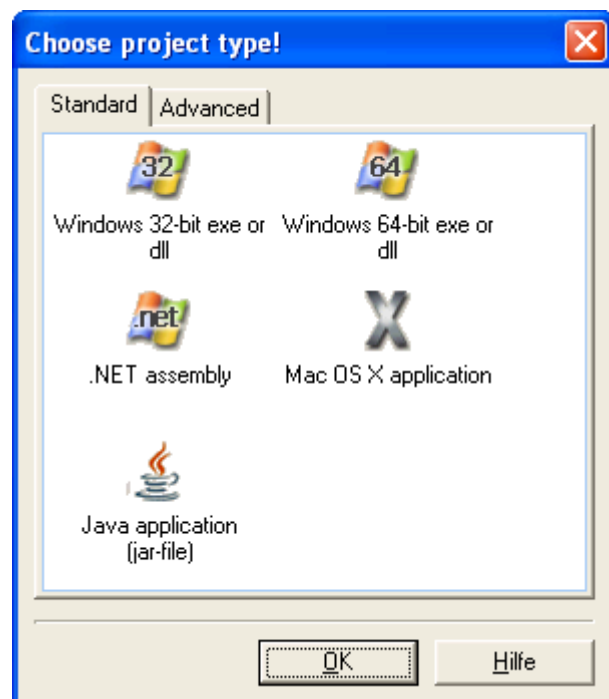 Choose project type!
Standard Advanced
32 64
Windows 32-bit exe or Windows 64-bit exe or
dll dll
.net X
.NET assembly Mac OS X application
Java application
(jar-file)
OK Hilfe